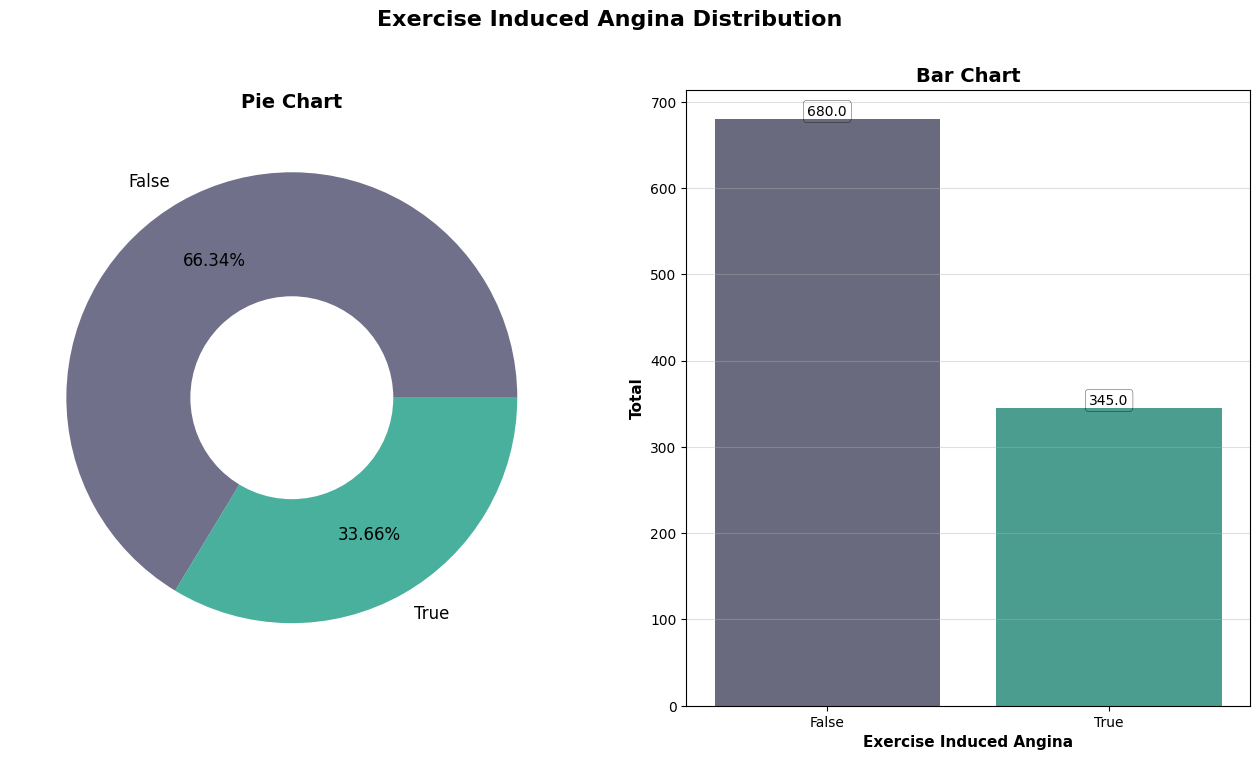 Exercise Induced Angina Distribution
Pie Chart
False
66.34%
33.66%
True
Bar Chart
700
600
500
400
300
200
100
0
Total
680.0
345.0
False
True
Exercise Induced Angina